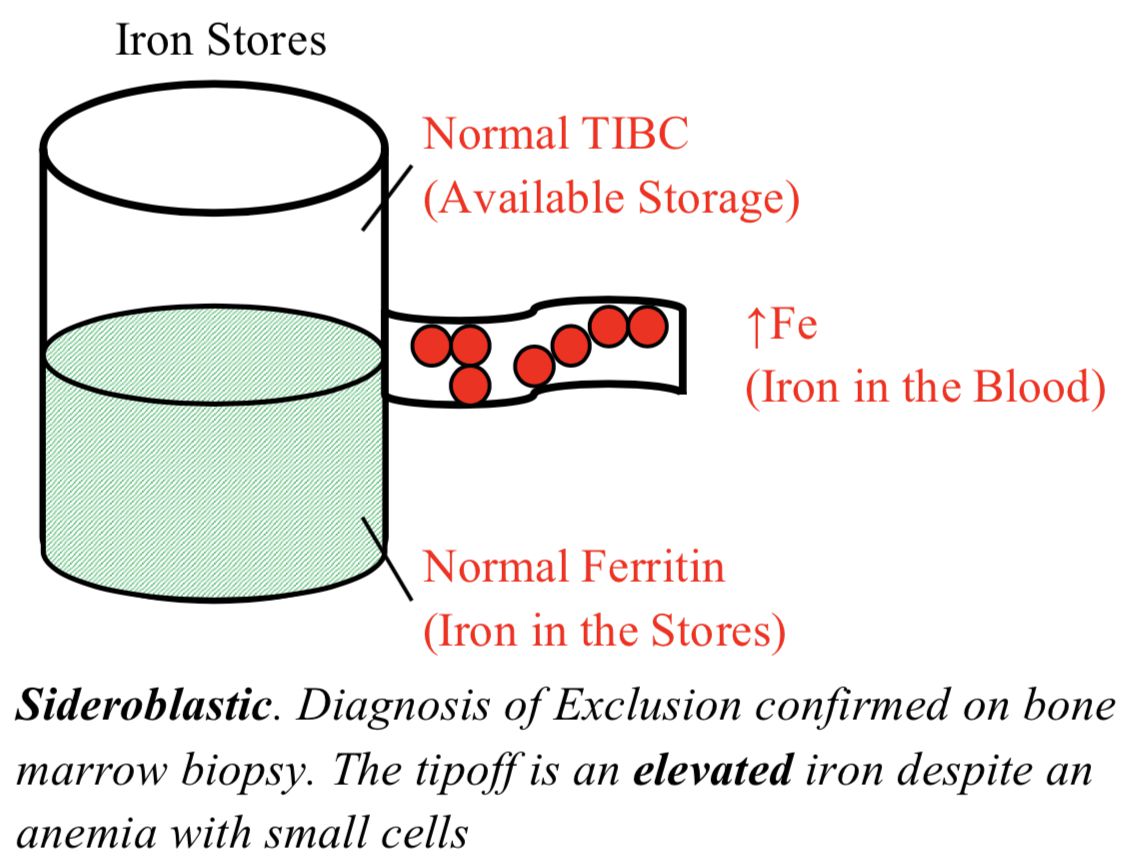 Iron Stores
Normal TIBC
(Available Storage)
↑Fe
(Iron in the Blood)
Normal Ferritin
(Iron in the Stores)
Sideroblastic. Diagnosis of Exclusion confirmed on bone
marrow biopsy. The tipoff is an elevated iron despite an
anemia with small cells